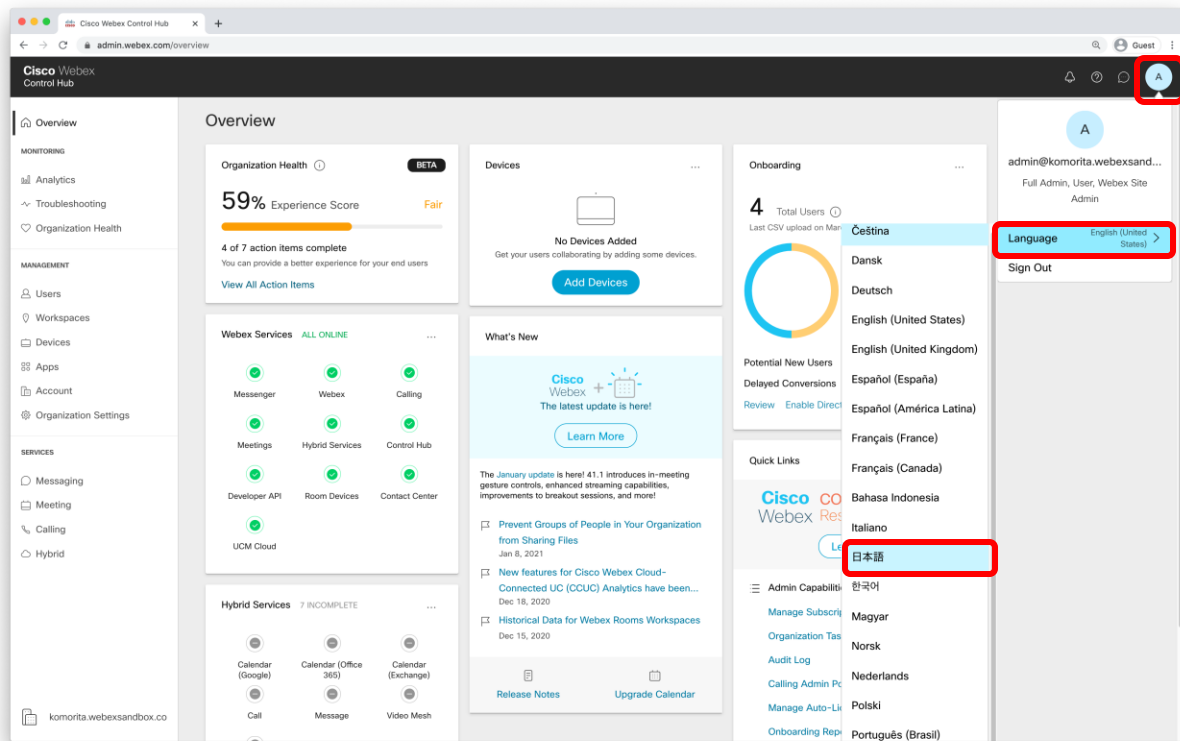 Cisco Webex Control Hub
admin.webex.com/overview
Guest
Cisco Webex
Control Hub
A
Overview
MONITORING
Analytics
Troubleshooting
Organization Health
MANAGEMENT
Users
Workspaces
Devices
Apps
Account
Organization Settings
SERVICES
Messaging
Meeting
Calling
Hybrid
komorita.webexsandbox.co
Overview
Organization Health
BETA
59% Experience Score
Fair
4 of 7 action items complete
You can provide a better experience for your end users
View All Action Items
Webex Services ALL ONLINE
Messenger
Webex
Calling
Meetings
Hybrid Services
Control Hub
Developer API
Room Devices
Contact Center
UCM Cloud
Hybrid Services 7 INCOMPLETE
Calendar
(Google)
Calendar (Office
365)
Calendar
(Exchange)
Call
Message
Video Mesh
Devices
No Devices Added
Get your users collaborating by adding some devices.
Add Devices
What's New
Cisco
Webex +
The latest update is here!
Learn More
The January update is here! 41.1 introduces in-meeting
gesture controls, enhanced streaming capabilities,
improvements to breakout sessions, and more!
Prevent Groups of People in Your Organization
from Sharing Files
Jan 8, 2021
New features for Cisco Webex Cloud-
Connected UC (CCUC) Analytics have been...
Dec 18, 2020
Historical Data for Webex Rooms Workspaces
Dec 15, 2020
Release Notes
Upgrade Calendar
Onboarding
4 Total Users
Last CSV upload on Mar
Potential New Users
Delayed Conversions
Review Enable Direct
Quick Links
Cisco
Webex
CO
Res
Le
Admin Capabiliti
Manage Subscri
Organization Tas
Audit Log
Calling Admin Po
Manage Auto-Li
Onboarding Rep
Čeština
Dansk
Deutsch
English (United States)
English (United Kingdom)
Español (España)
Español (América Latina)
Français (France)
Français (Canada)
Bahasa Indonesia
Italiano
日本語
한국어
Magyar
Norsk
Nederlands
Polski
Português (Brasil)
A
admin@komorita.webexsand...
Full Admin, User, Webex Site
Admin
Language
English (United
States)
Sign Out